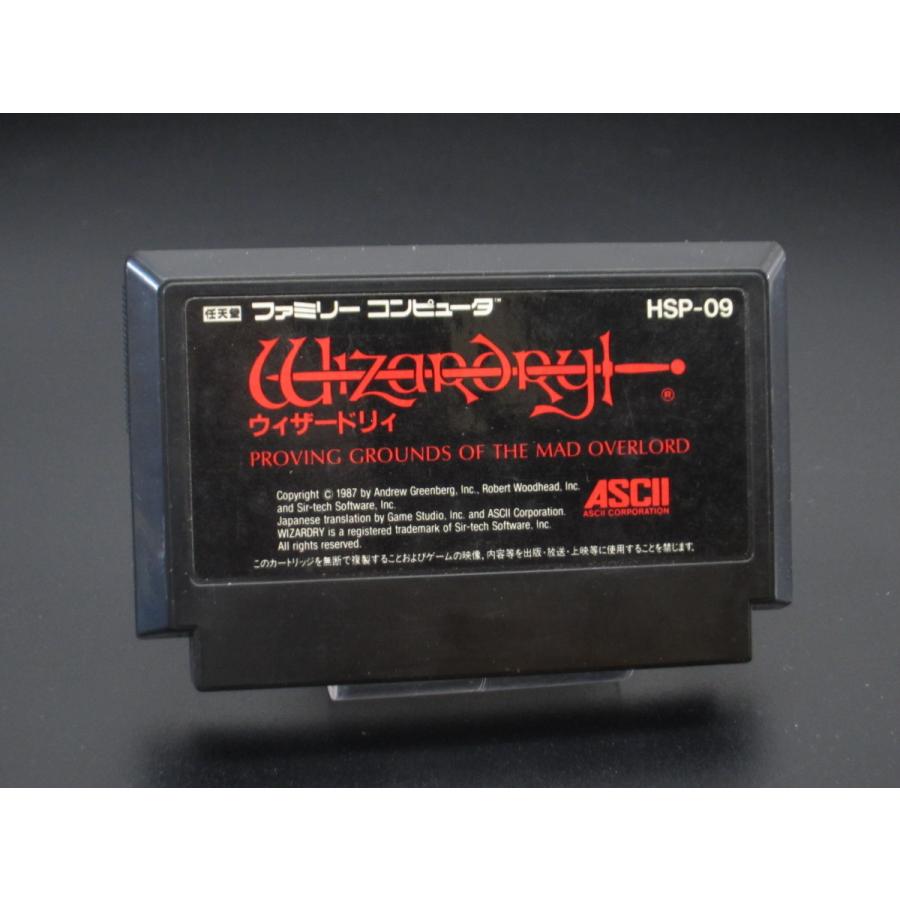 任天堂 ファミリー コンピュータ™ HSP-09
Wizardry ®
ウィザードリィ
PROVING GROUNDS OF THE MAD OVERLORD
Copyright © 1987 by Andrew Greenberg, Inc., Robert Woodhead, Inc.
and Sir-tech Software, Inc.
Japanese translation by Game Studio, Inc. and ASCII Corporation.
WIZARDRY is a registered trademark of Sir-tech Software, Inc.
All rights reserved.
ASCII
ASCII CORPORATION
このカートリッジを無断で複製することおよびゲームの映像、内容等を出版・放送・上映等に使用することを禁じます。